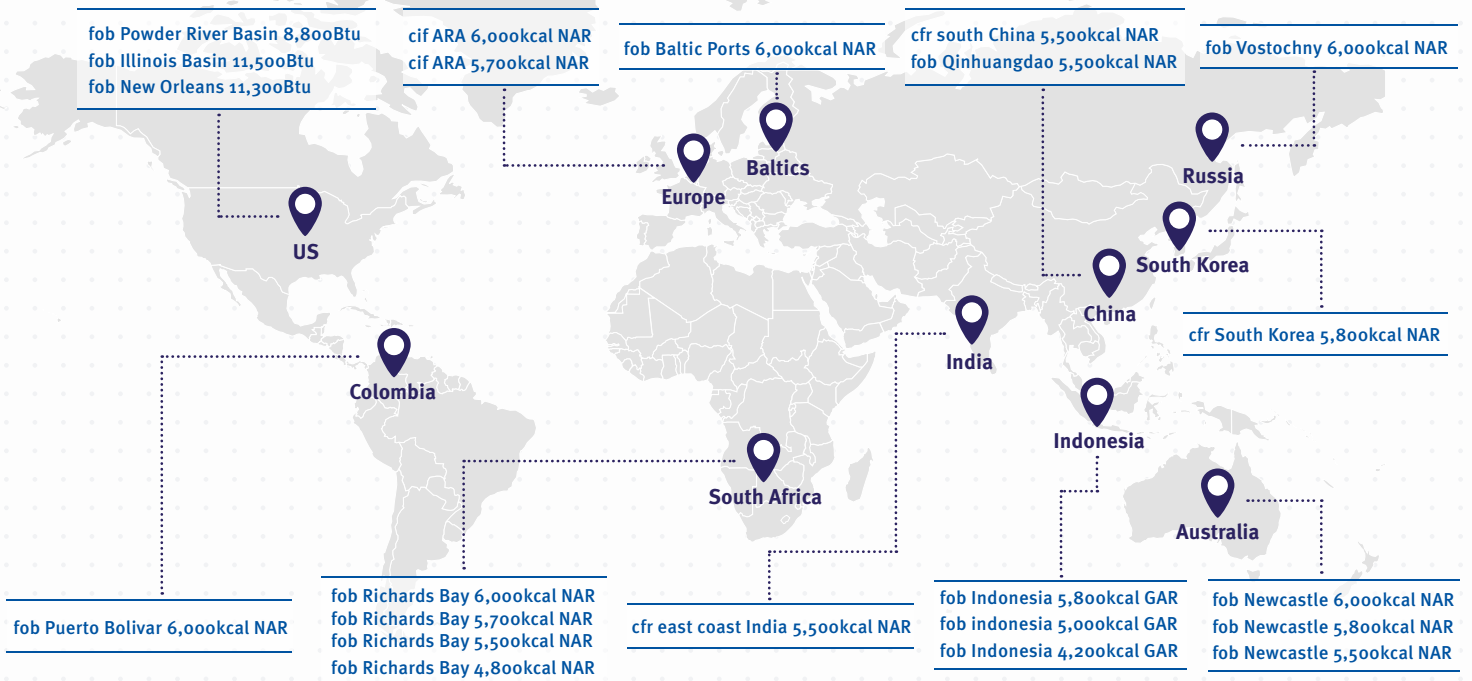 fob Powder River Basin 8,800Btu
fob Illinois Basin 11,500Btu
fob New Orleans 11,300Btu
cif ARA 6,000kcal NAR
cif ARA 5,700kcal NAR
fob Baltic Ports 6,000kcal NAR
cfr south China 5,500kcal NAR
fob Qinhuangdao 5,500kcal NAR
fob Vostochny 6,000kcal NAR
Baltics
Europe
Russia
US
South Korea
China
cfr South Korea 5,800kcal NAR
India
Colombia
Indonesia
South Africa
Australia
fob Puerto Bolivar 6,000kcal NAR
fob Richards Bay 6,000kcal NAR
fob Richards Bay 5,700kcal NAR
fob Richards Bay 5,500kcal NAR
fob Richards Bay 4,800kcal NAR
cfr east coast India 5,500kcal NAR
fob Indonesia 5,800kcal GAR
fob indonesia 5,000kcal GAR
fob Indonesia 4,200kcal GAR
fob Newcastle 6,000kcal NAR
fob Newcastle 5,800kcal NAR
fob Newcastle 5,500kcal NAR